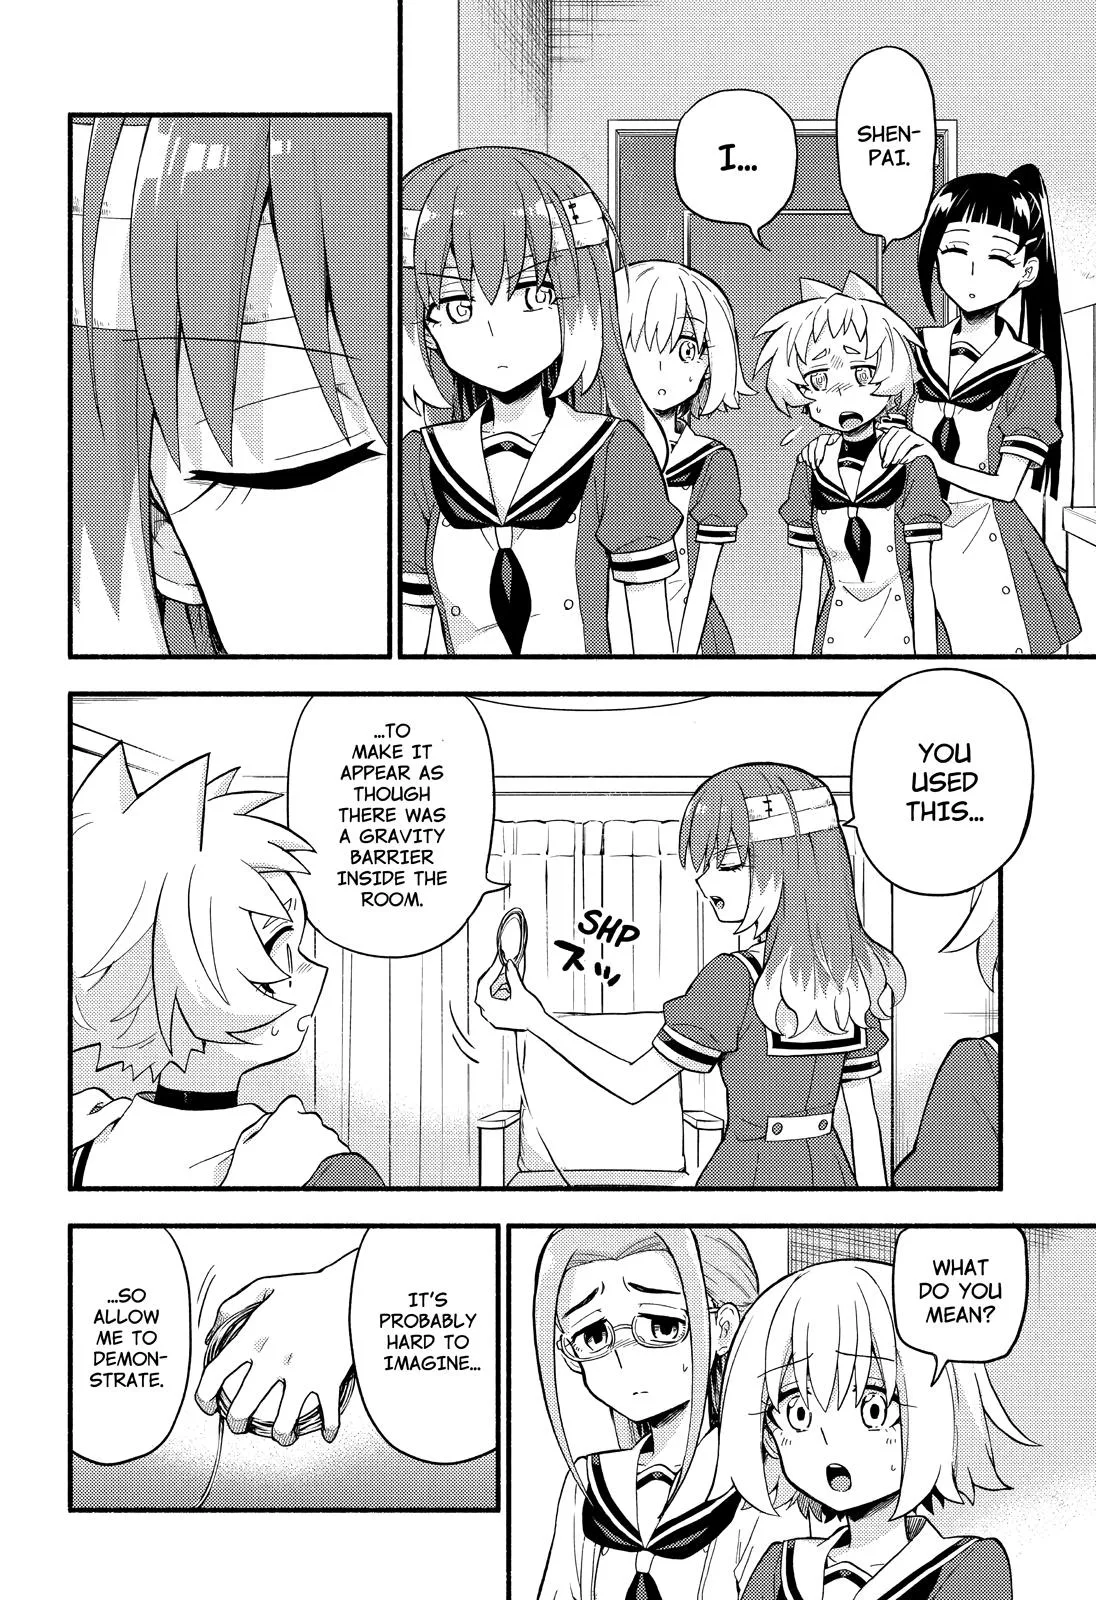 SHEN-
PAI.
I...
YOU
USED
THIS...
...TO
MAKE IT
APPEAR AS
THOUGH
THERE WAS
A GRAVITY
BARRIER
INSIDE THE
ROOM.
SHP
スッ
WHAT
DO YOU
MEAN?
IT'S
PROBABLY
HARD TO
IMAGINE...
...SO
ALLOW
ME TO
DEMON-
STRATE.